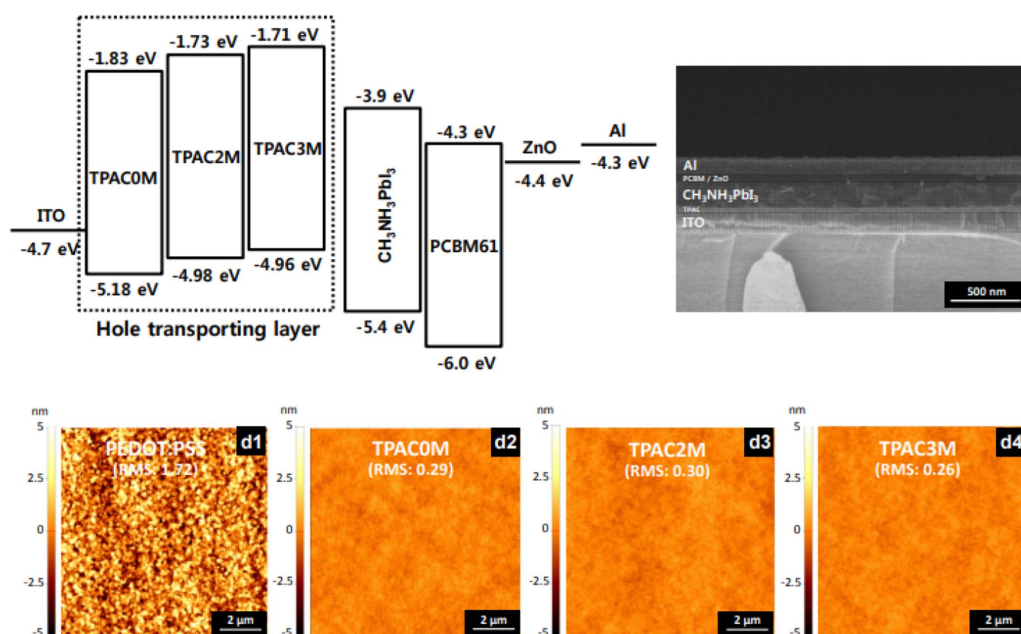 -1.83 eV
-1.73 eV
-1.71 eV
TPAC0M
TPAC2M
TPAC3M
ITO
-4.7 eV
-5.18 eV
-4.98 eV
-4.96 eV
Hole transporting layer
-3.9 eV
CH₃NH₃PbI₃
-5.4 eV
-4.3 eV
PCBM61
-6.0 eV
ZnO
-4.4 eV
Al
-4.3 eV
Al
PCBM / ZnO
CH₃NH₃PbI₃
TPAC
ITO
500 nm
nm
5
2.5
0
-2.5
-5
PEDOT:PSS
(RMS: 1.72)
d1
2 μm
nm
5
2.5
0
-2.5
-5
TPAC0M
(RMS: 0.29)
d2
2 μm
nm
5
2.5
0
-2.5
-5
TPAC2M
(RMS: 0.30)
d3
2 μm
nm
5
2.5
0
-2.5
-5
TPAC3M
(RMS: 0.26)
d4
2 μm